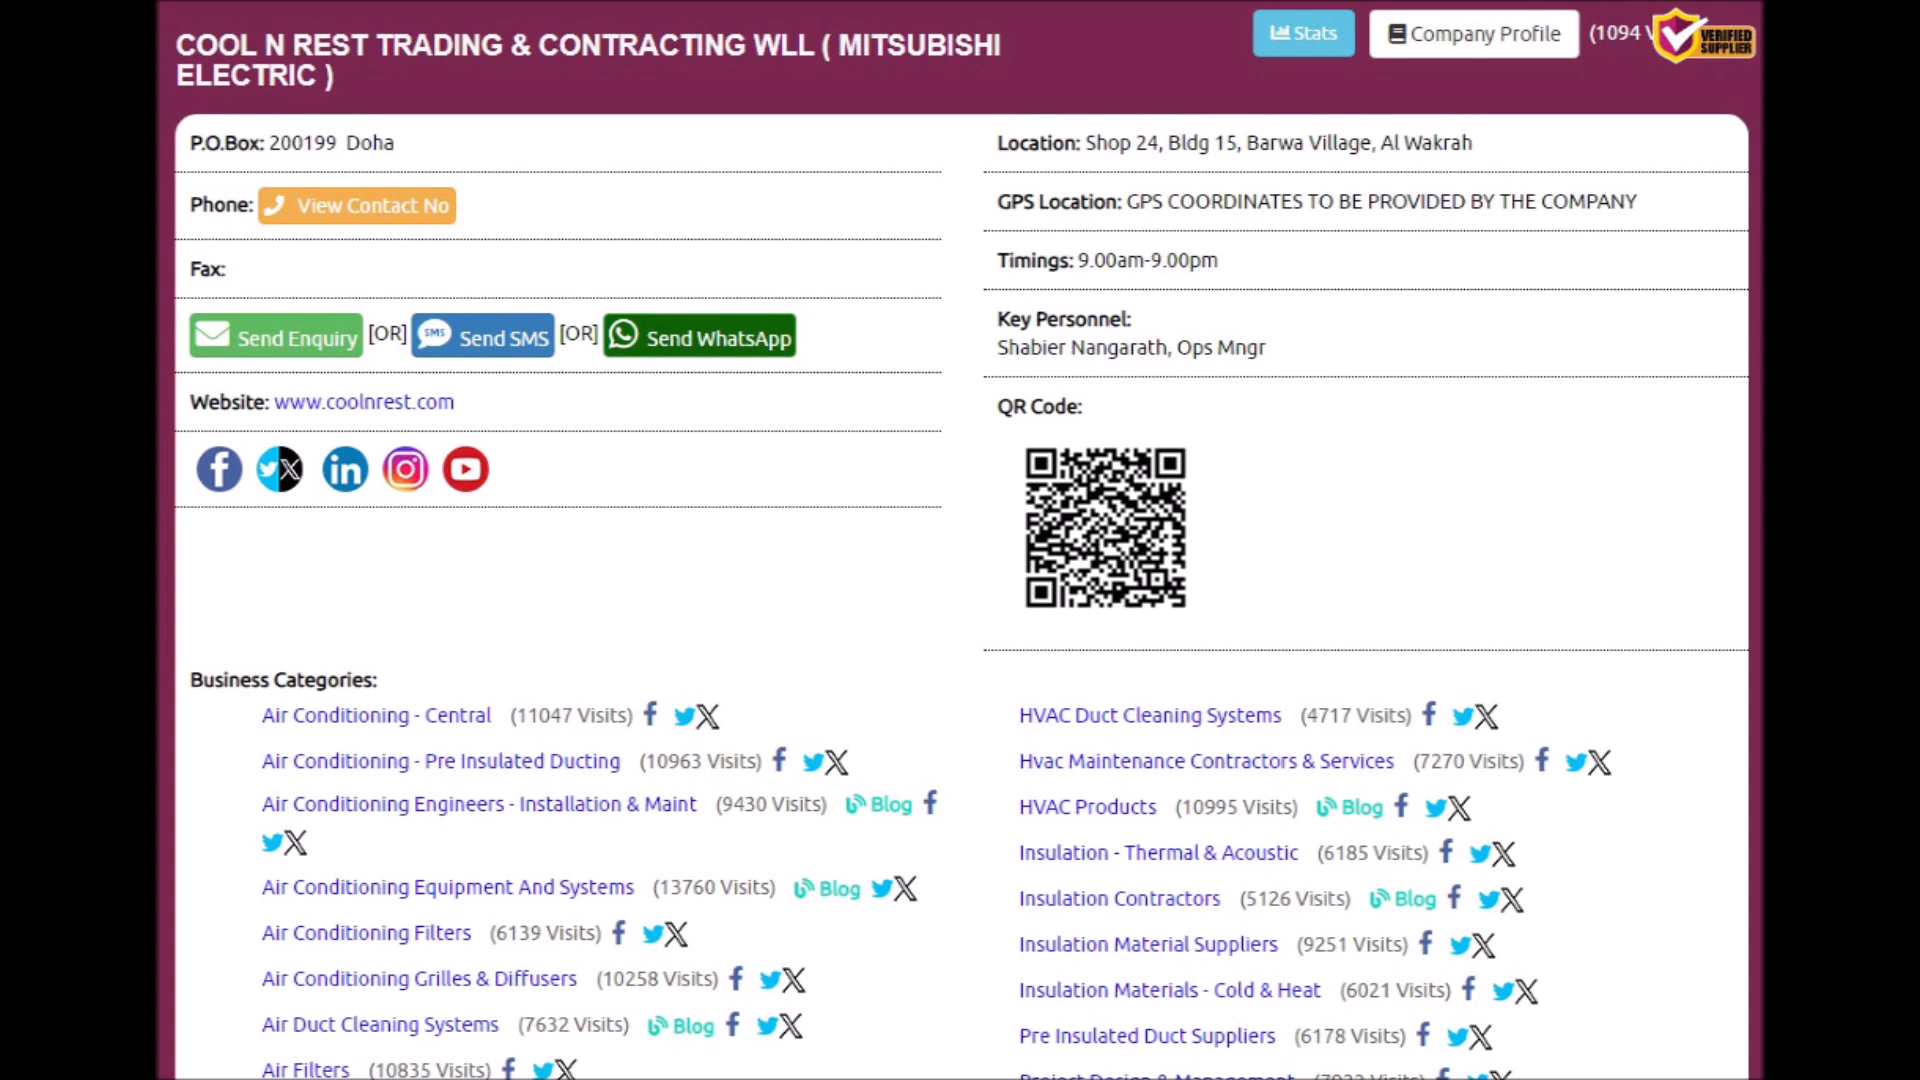 COOL N REST TRADING & CONTRACTING WLL ( MITSUBISHI
ELECTRIC )
Stats
Company Profile
(1094
VERIFIED
SUPPLIER
P.O.Box: 200199 Doha
Phone: View Contact No
Fax:
Send Enquiry [OR] SMS Send SMS [OR] Send WhatsApp
Website: www.coolnrest.com
Location: Shop 24, Bldg 15, Barwa Village, Al Wakrah
GPS Location: GPS COORDINATES TO BE PROVIDED BY THE COMPANY
Timings: 9.00am-9.00pm
Key Personnel:
Shabier Nangarath, Ops Mngr
QR Code:
Business Categories:
Air Conditioning - Central (11047 Visits)
Air Conditioning - Pre Insulated Ducting (10963 Visits)
Air Conditioning Engineers - Installation & Maint (9430 Visits) Blog
Air Conditioning Equipment And Systems (13760 Visits) Blog
Air Conditioning Filters (6139 Visits)
Air Conditioning Grilles & Diffusers (10258 Visits)
Air Duct Cleaning Systems (7632 Visits) Blog
Air Filters (10835 Visits)
HVAC Duct Cleaning Systems (4717 Visits)
Hvac Maintenance Contractors & Services (7270 Visits)
HVAC Products (10995 Visits) Blog
Insulation - Thermal & Acoustic (6185 Visits)
Insulation Contractors (5126 Visits) Blog
Insulation Material Suppliers (9251 Visits)
Insulation Materials - Cold & Heat (6021 Visits)
Pre Insulated Duct Suppliers (6178 Visits)
Project Design & Management